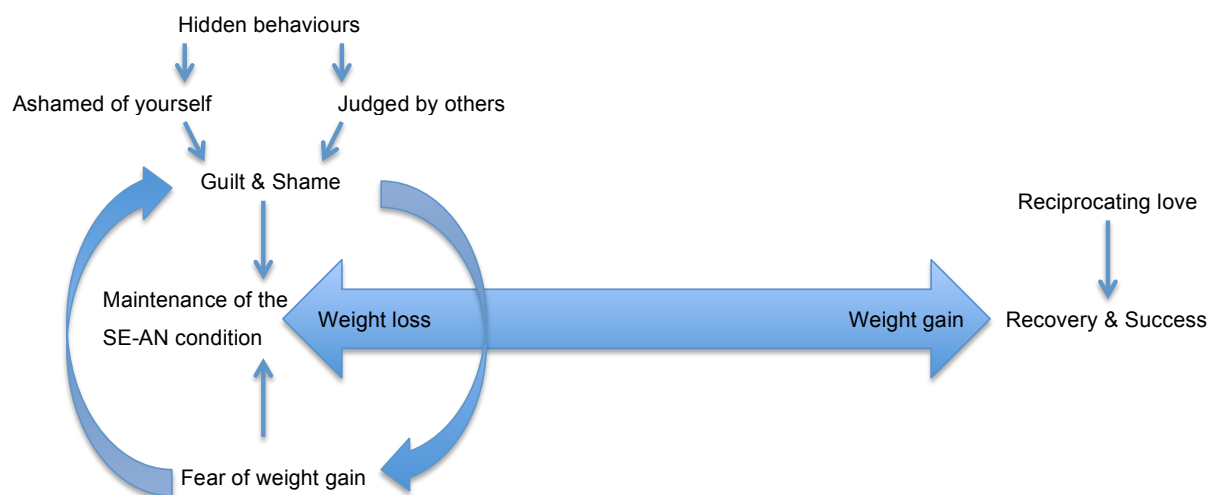 Hidden behaviours
Ashamed of yourself
Judged by others
Guilt & Shame
Reciprocating love
Maintenance of the
SE-AN condition
Weight loss
Weight gain
Recovery & Success
Fear of weight gain